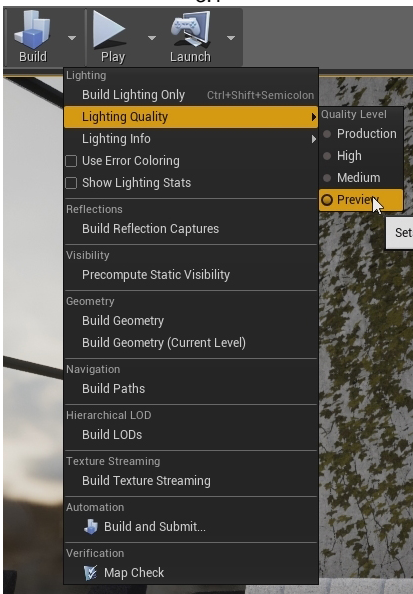 Build
Play
Launch
Lighting
Build Lighting Only Ctrl+Shift+Semicolon
Lighting Quality
Lighting Info
Use Error Coloring
Show Lighting Stats
Reflections
Build Reflection Captures
Visibility
Precompute Static Visibility
Geometry
Build Geometry
Build Geometry (Current Level)
Navigation
Build Paths
Hierarchical LOD
Build LODs
Texture Streaming
Build Texture Streaming
Automation
Build and Submit...
Verification
Map Check
Quality Level
Production
High
Medium
Preview
Set